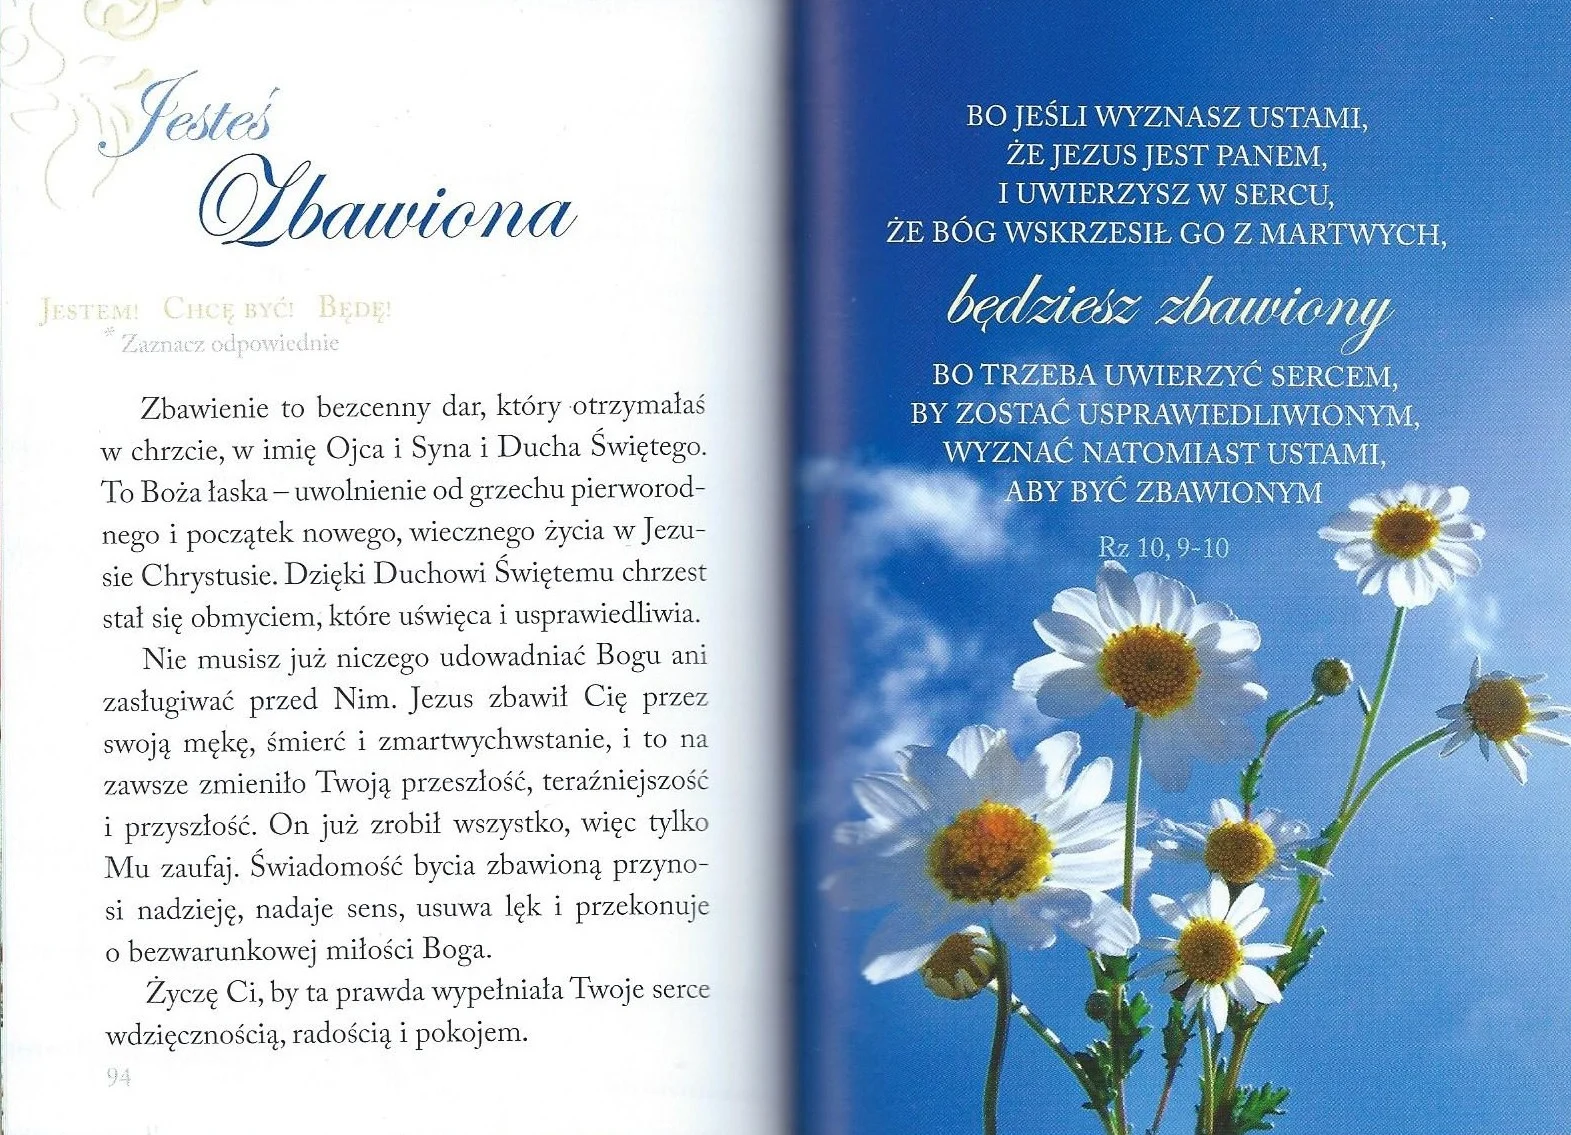 Jesteś
Zbawiona
Jestem! Chcę być! Będę!
* Zaznacz odpowiednie
Zbawienie to bezcenny dar, który otrzymałaś
w chrzcie, w imię Ojca i Syna i Ducha Świętego.
To Boża łaska – uwolnienie od grzechu pierworod-
nego i początek nowego, wiecznego życia w Jezu-
sie Chrystusie. Dzięki Duchowi Świętemu chrzest
stał się obmyciem, które uświęca i usprawiedliwia.
Nie musisz już niczego udowadniać Bogu ani
zasługiwać przed Nim. Jezus zbawił Cię przez
swoją mękę, śmierć i zmartwychwstanie, i to na
zawsze zmieniło Twoją przeszłość, teraźniejszość
i przyszłość. On już zrobił wszystko, więc tylko
Mu zaufaj. Świadomość bycia zbawioną przyno-
si nadzieję, nadaje sens, usuwa lęk i przekonuje
o bezwarunkowej miłości Boga.
Życzę Ci, by ta prawda wypełniała Twoje serce
wdzięcznością, radością i pokojem.
94
BO JEŚLI WYZNASZ USTAMI,
ŻE JEZUS JEST PANEM,
I UWIERZYSZ W SERCU,
ŻE BÓG WSKRZESIŁ GO Z MARTWYCH,
będziesz zbawiony
BO TRZEBA UWIERZYĆ SERCEM,
BY ZOSTAĆ USPRAWIEDLIWIONYM,
WYZNAĆ NATOMIAST USTAMI,
ABY BYĆ ZBAWIONYM
Rz 10, 9-10